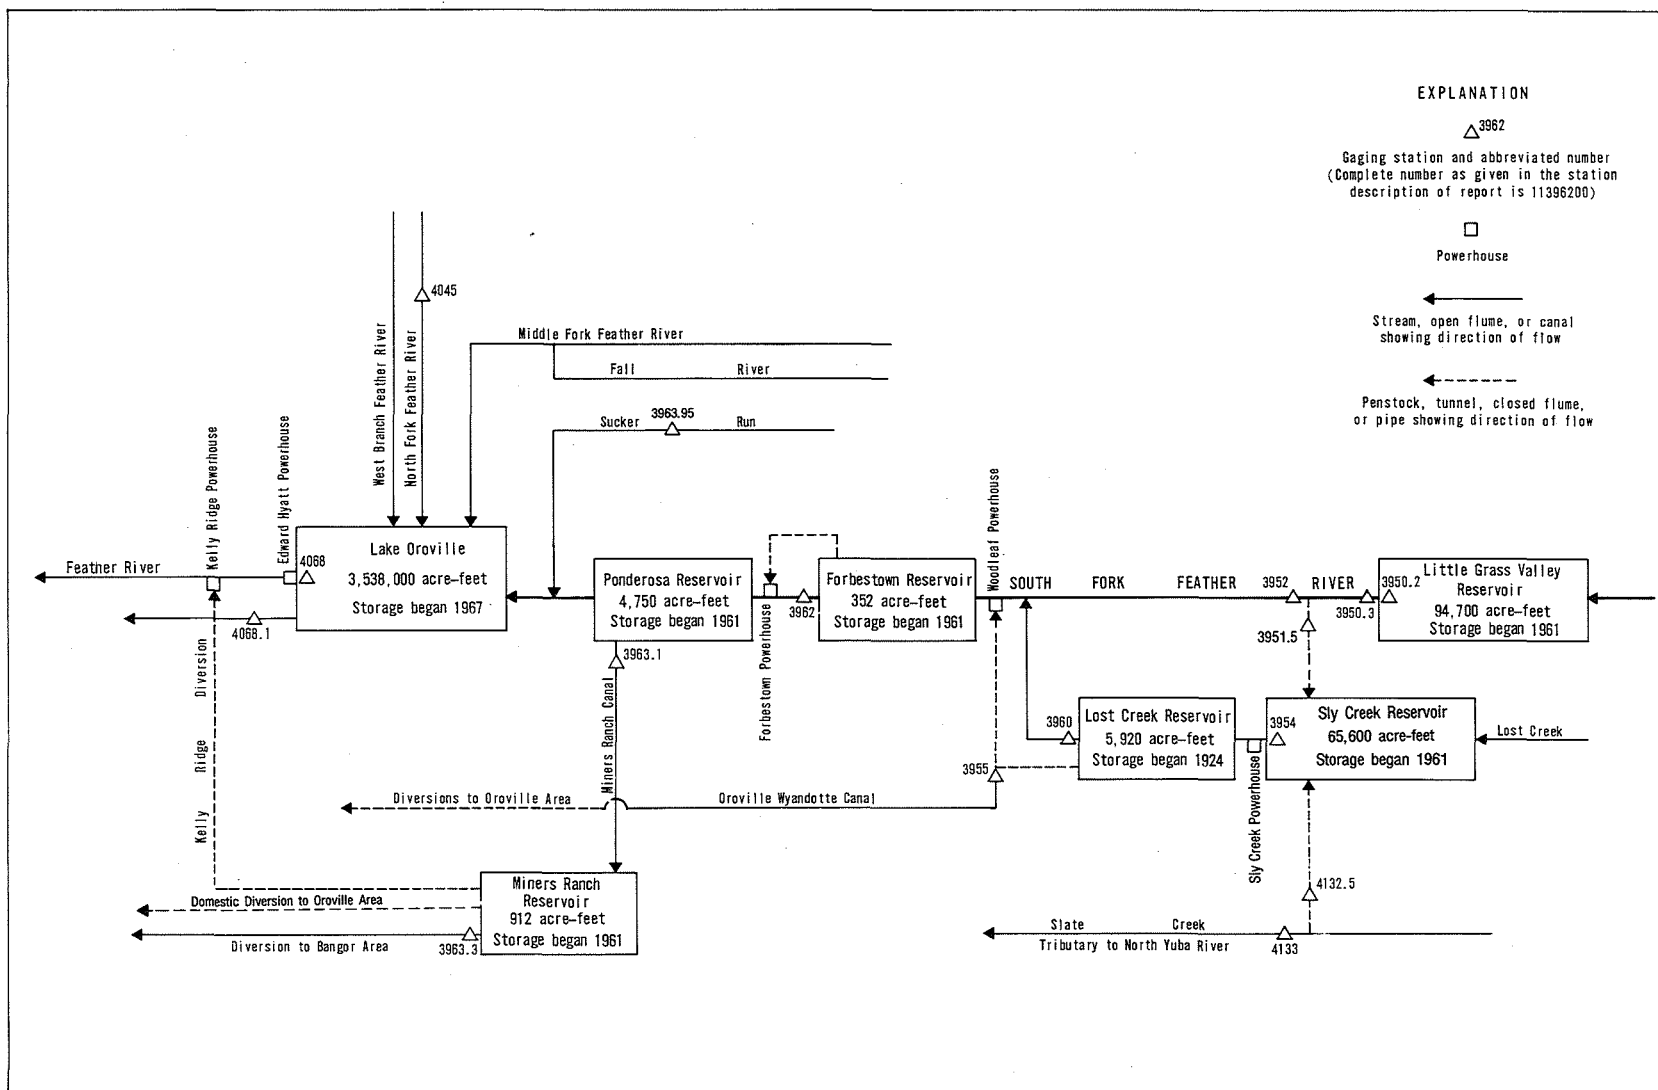 EXPLANATION
3962
Gaging station and abbreviated number
(Complete number as given in the station
description of report is 11396200)
Powerhouse
Stream, open flume, or canal
showing direction of flow
Penstock, tunnel, closed flume,
or pipe showing direction of flow
4045
West Branch Feather River
North Fork Feather River
Middle Fork Feather River
Fall River
Sucker 3963.95 Run
Kelly Ridge Powerhouse
Edward Hyatt Powerhouse
Feather River
4068
4068.1
Lake Oroville
3,538,000 acre-feet
Storage began 1967
Ponderosa Reservoir
4,750 acre-feet
Storage began 1961
3963.1
Miners Ranch Canal
Forbestown Powerhouse
3962
Forbestown Reservoir
352 acre-feet
Storage began 1961
Woodleaf Powerhouse
SOUTH FORK FEATHER RIVER
3952
3950.3
3950.2
3951.5
Little Grass Valley
Reservoir
94,700 acre-feet
Storage began 1961
3960
Lost Creek Reservoir
5,920 acre-feet
Storage began 1924
3954
Sly Creek Reservoir
65,600 acre-feet
Storage began 1961
Lost Creek
Sly Creek Powerhouse
3955
Diversions to Oroville Area
Oroville Wyandotte Canal
Kelly Ridge Diversion
Miners Ranch
Reservoir
912 acre-feet
Storage began 1961
Domestic Diversion to Oroville Area
Diversion to Bangor Area
3963.3
4132.5
Slate Creek
Tributary to North Yuba River
4133